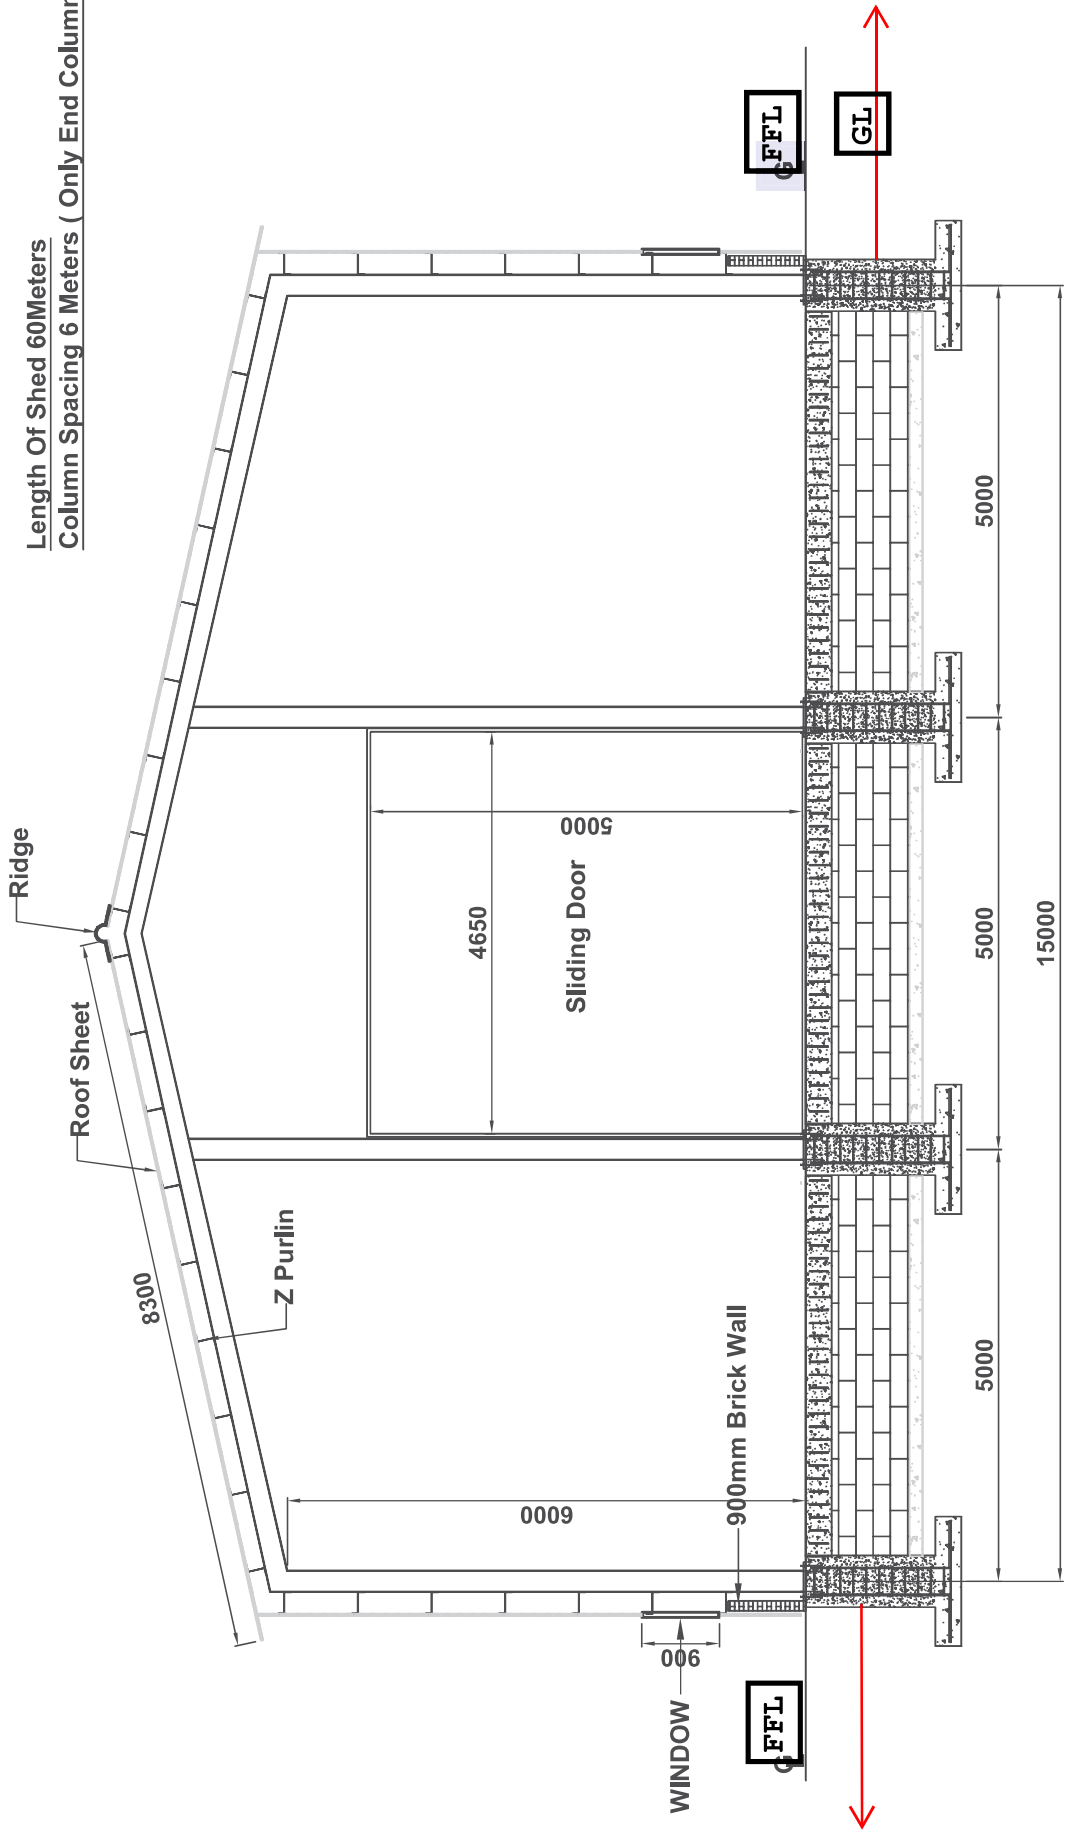 Length Of Shed 60Meters
Column Spacing 6 Meters ( Only End Column
Ridge
Roof Sheet
8300
Z Purlin
4650
5000
Sliding Door
6000
900mm Brick Wall
900
WINDOW
FFL
G
FFL
G
GL
5000
5000
5000
15000